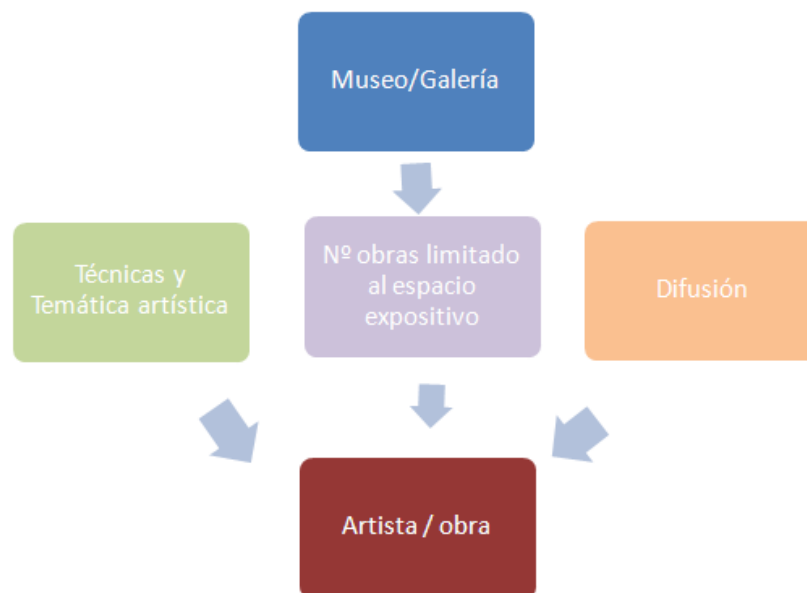 Museo/Galería
Técnicas y
Temática artística
Nº obras limitado
al espacio
expositivo
Difusión
Artista / obra